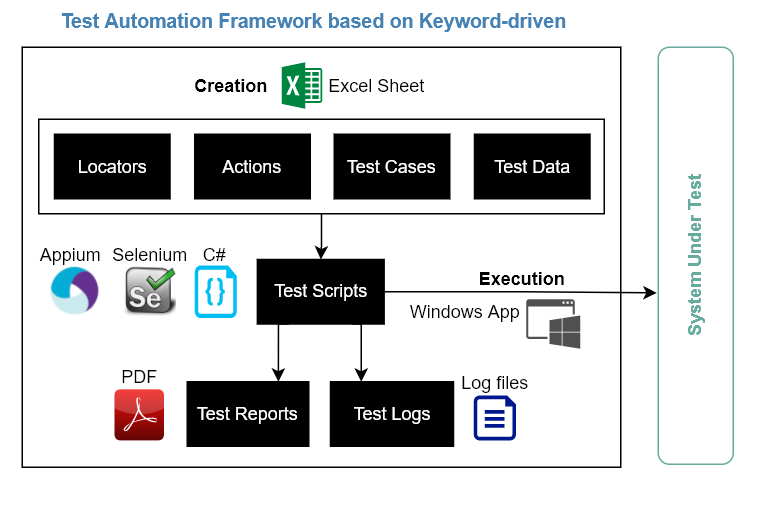 Test Automation Framework based on Keyword-driven
Creation
X
Excel Sheet
Locators
Actions
Test Cases
Test Data
Appium
Selenium
C#
Se
{}
Test Scripts
Execution
Windows App
System Under Test
PDF
Test Reports
Test Logs
Log files